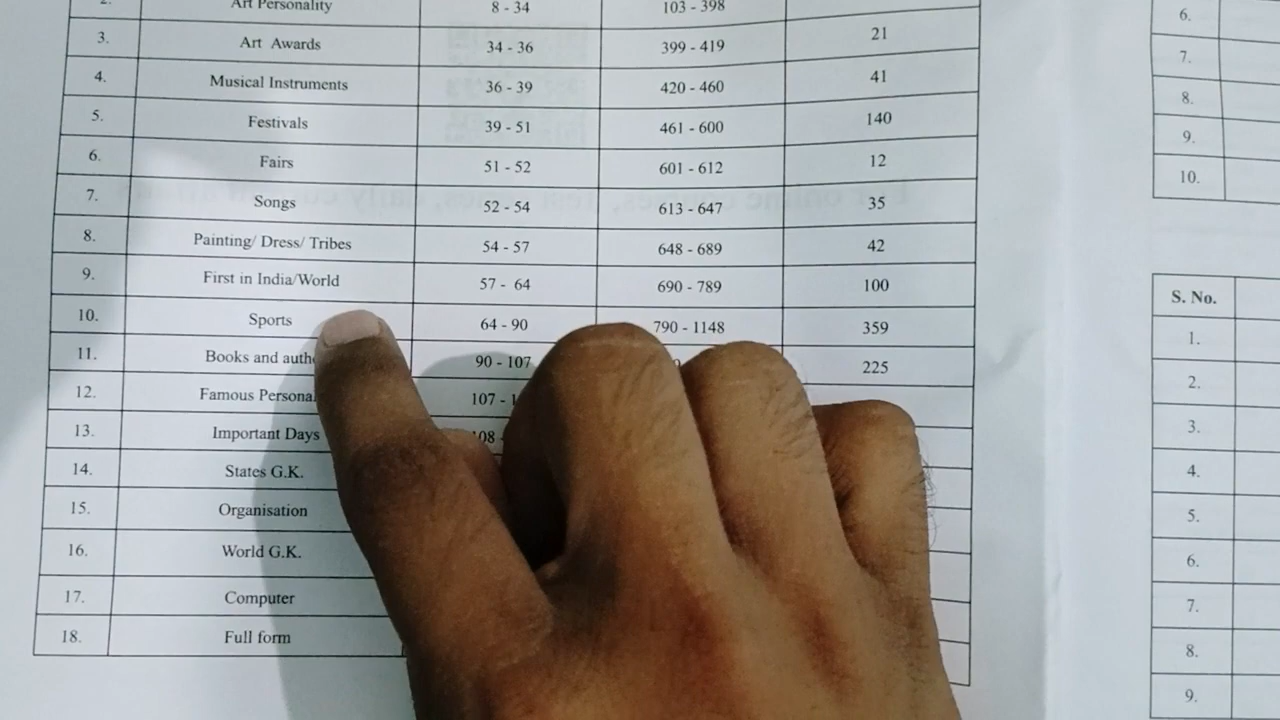 2. Art Personality 8 - 34 103 - 398
3. Art Awards 34 - 36 399 - 419 21
4. Musical Instruments 36 - 39 420 - 460 41
5. Festivals 39 - 51 461 - 600 140
6. Fairs 51 - 52 601 - 612 12
7. Songs 52 - 54 613 - 647 35
8. Painting/ Dress/ Tribes 54 - 57 648 - 689 42
9. First in India/World 57 - 64 690 - 789 100
10. Sports 64 - 90 790 - 1148 359
11. Books and 90 - 107 225
12. Famous 107 -
13. Important Days
14. States G.K.
15. Organisation
16. World G.K.
17. Computer
18. Full form
6.
7.
8.
9.
10.
S. No.
1.
2.
3.
4.
5.
6.
7.
8.
9.